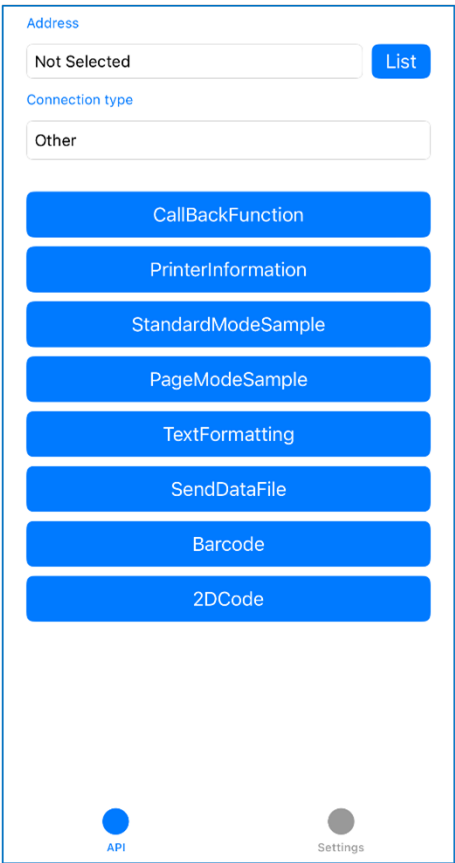 Address
Not Selected
List
Connection type
Other
CallBackFunction
PrinterInformation
StandardModeSample
PageModeSample
TextFormatting
SendDataFile
Barcode
2DCode
API
Settings